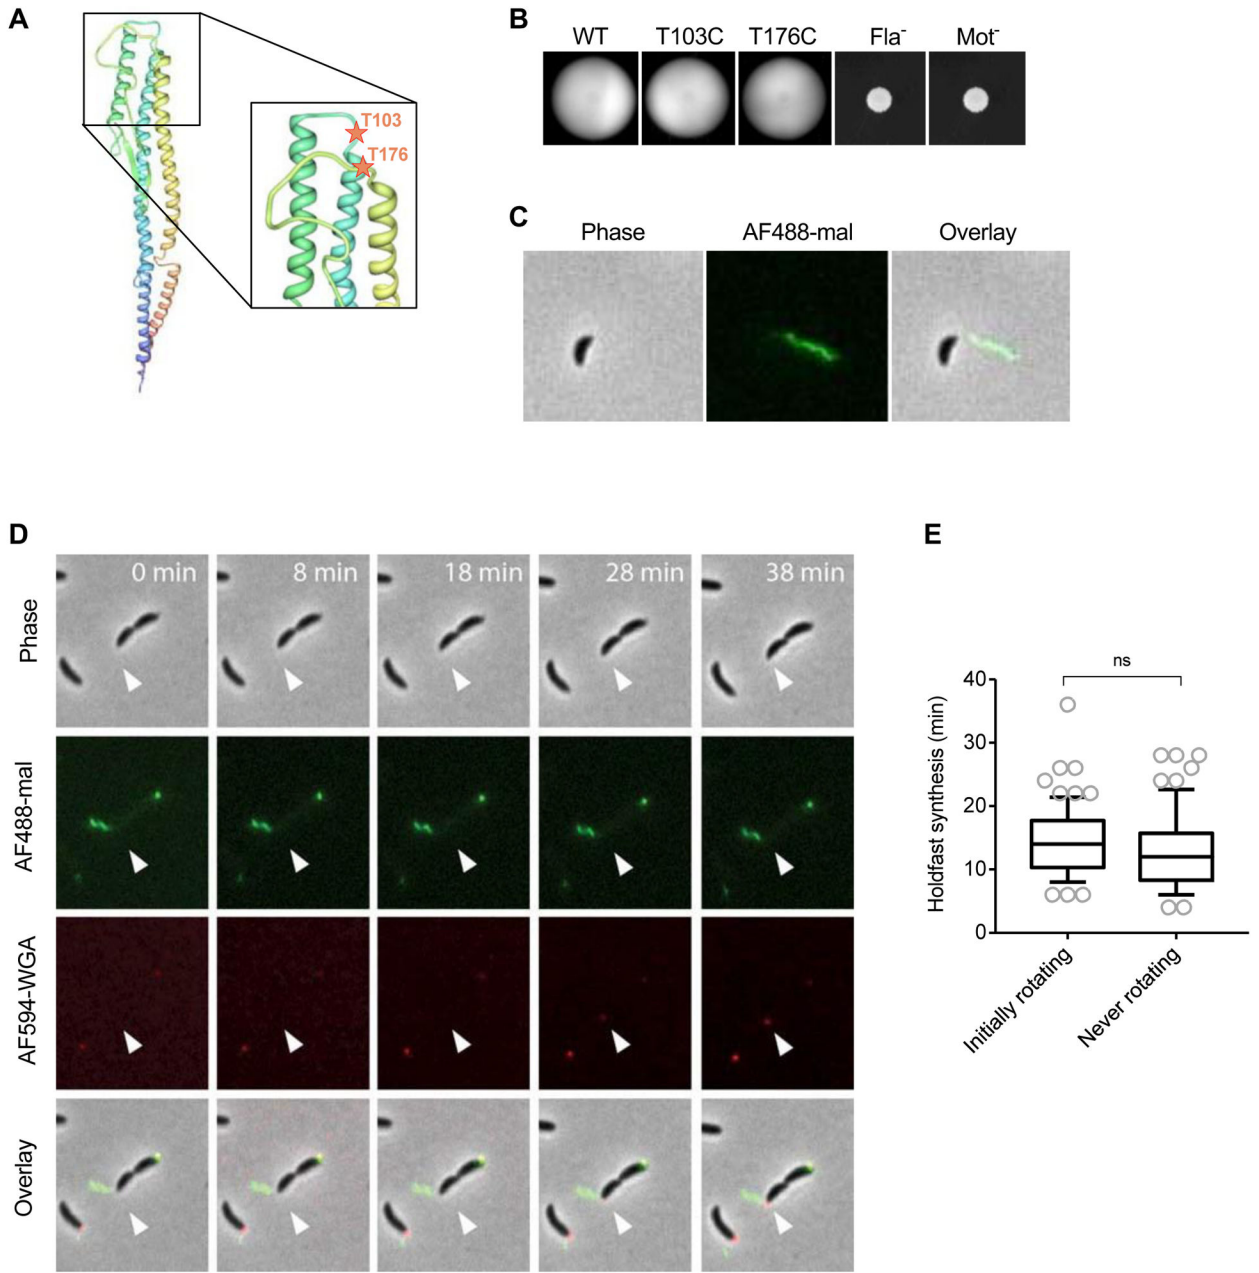 A
T103
T176
B
WT T103C T176C Fla- Mot-
C
Phase AF488-mal Overlay
D
0 min 8 min 18 min 28 min 38 min
Phase
AF488-mal
AF594-WGA
Overlay
E
ns
Holdfast synthesis (min)
40
30
20
10
0
Initially rotating
Never rotating